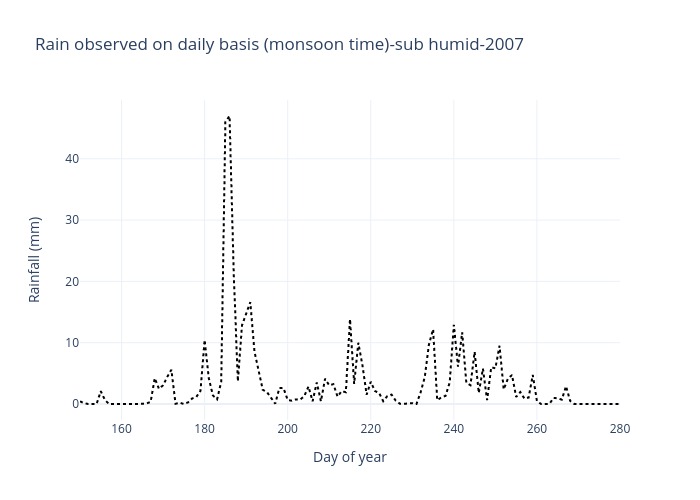 Rain observed on daily basis (monsoon time)-sub humid-2007
40
30
20
10
0
Rainfall (mm)
160 180 200 220 240 260 280
Day of year